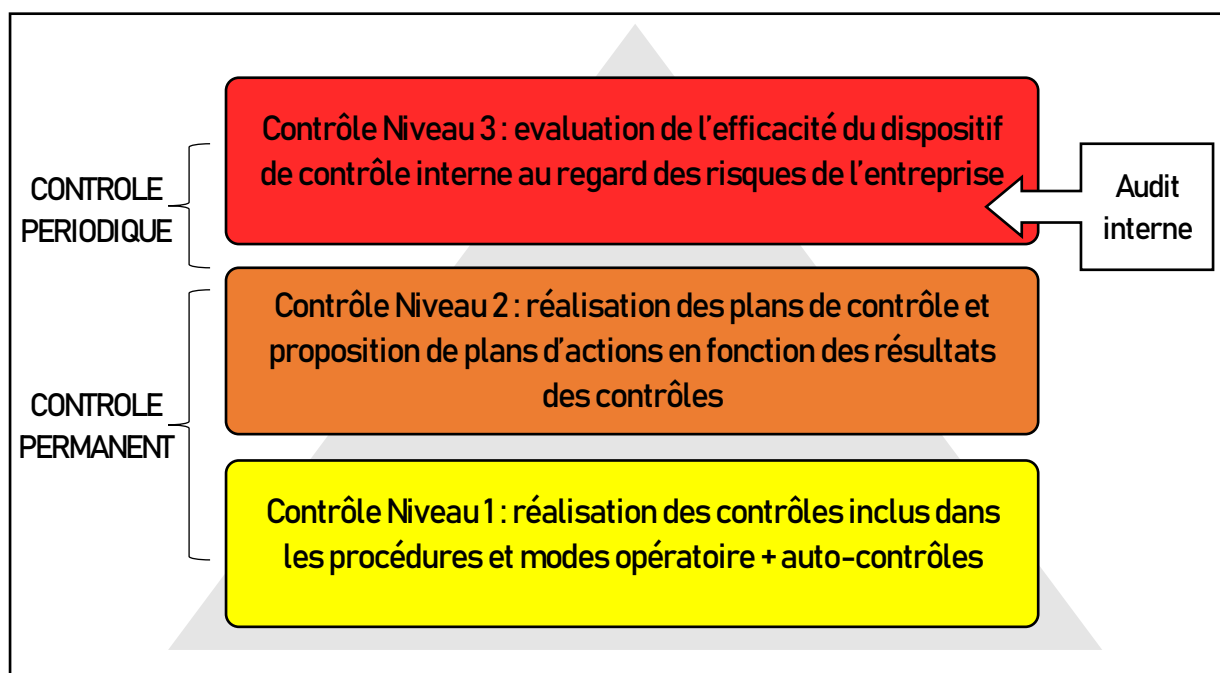 Contrôle Niveau 3 : evaluation de l'efficacité du dispositif
de contrôle interne au regard des risques de l'entreprise
CONTROLE
PERIODIQUE
Audit
interne
Contrôle Niveau 2 : réalisation des plans de contrôle et
proposition de plans d'actions en fonction des résultats
des contrôles
CONTROLE
PERMANENT
Contrôle Niveau 1 : réalisation des contrôles inclus dans
les procédures et modes opératoire + auto-contrôles